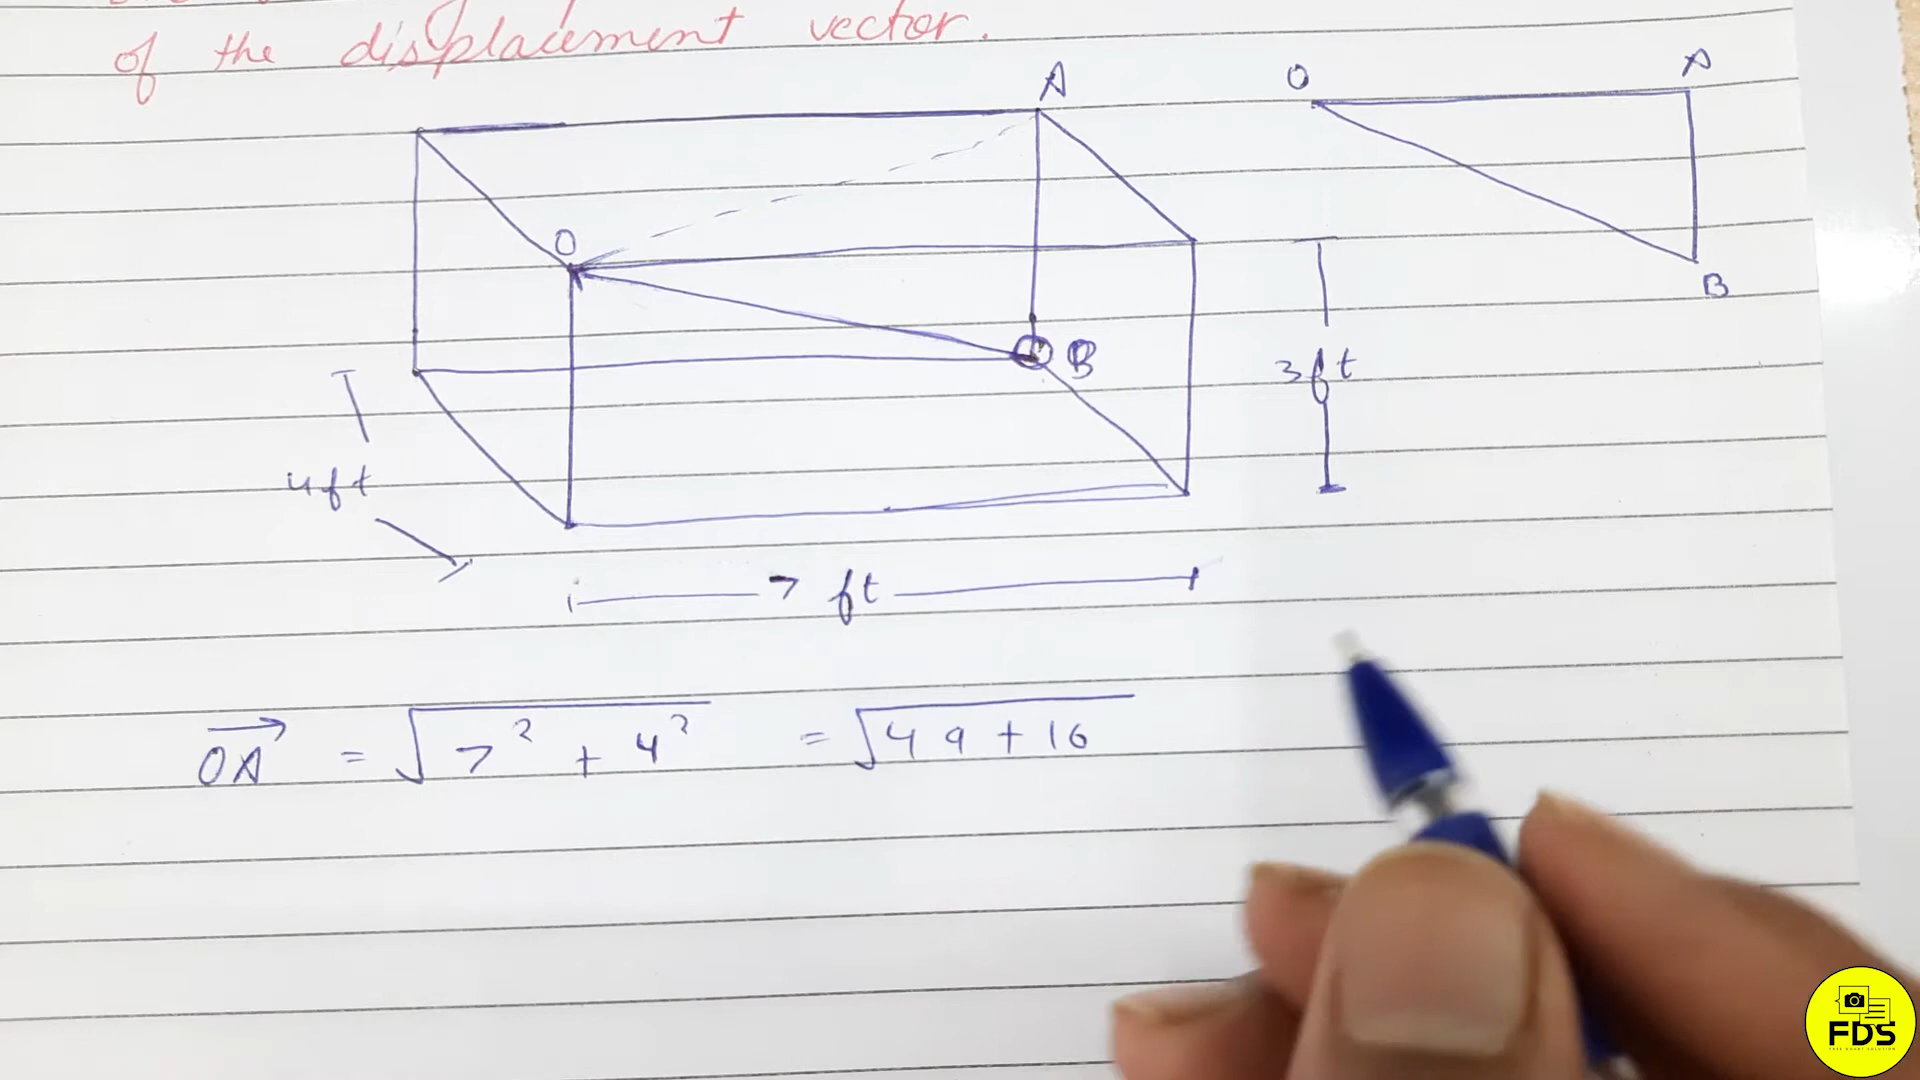 of the displacement vector.
A
O A
O
B
B
3ft
4ft
7 ft
OA = √7² + 4² = √49 + 16
FDS